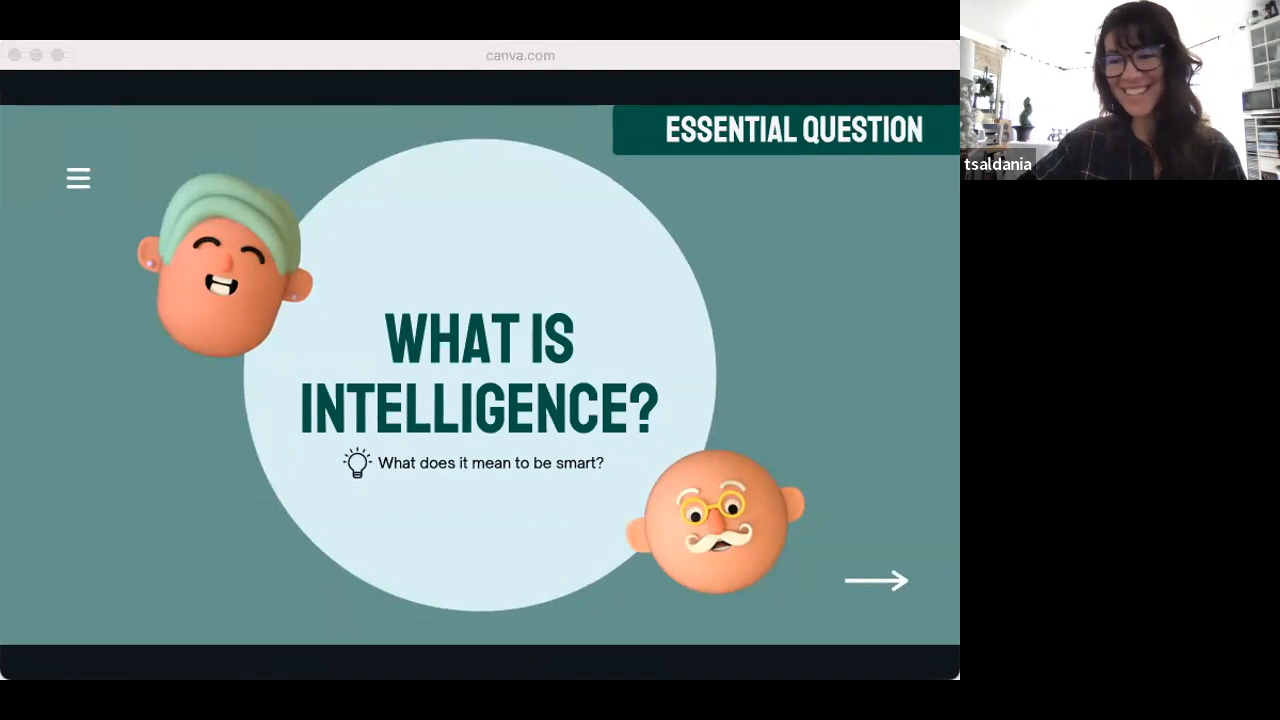 canva.com
ESSENTIAL QUESTION
WHAT IS
INTELLIGENCE?
What does it mean to be smart?
tsaldania